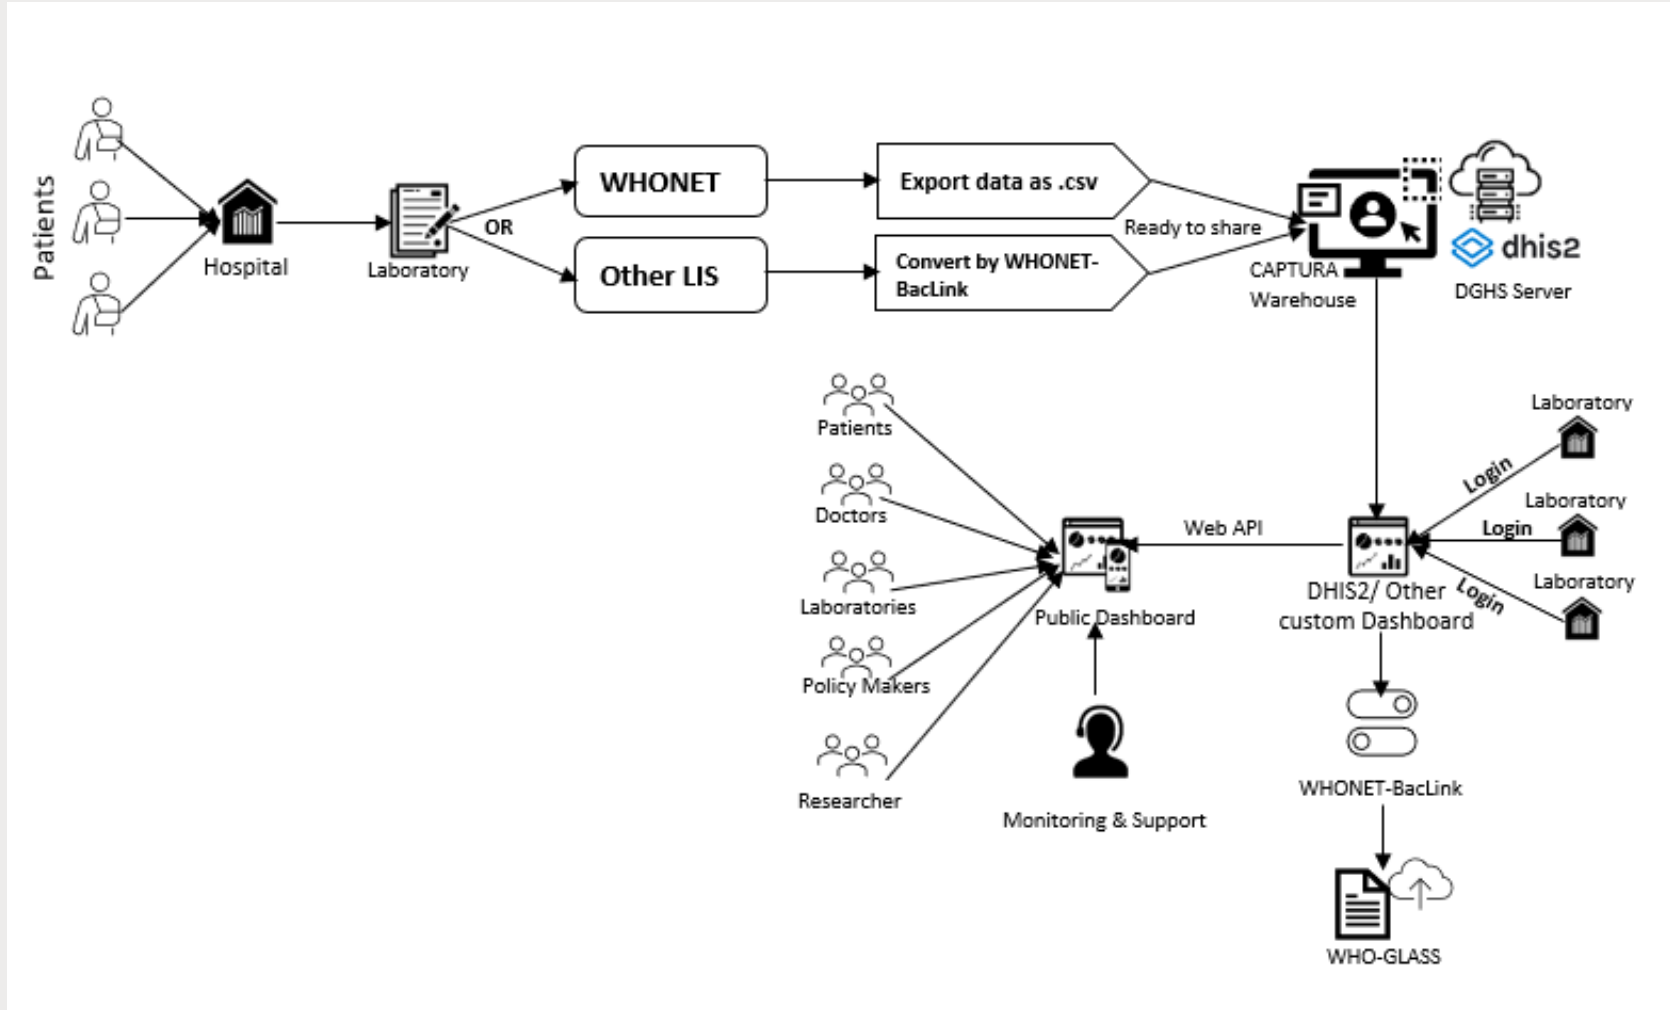 Patients
Hospital
Laboratory
OR
WHONET
Other LIS
Export data as .csv
Convert by WHONET-
BacLink
Ready to share
CAPTURA
Warehouse
dhis2
DGHS Server
Patients
Doctors
Laboratories
Policy Makers
Researcher
Public Dashboard
Monitoring & Support
Web API
DHIS2/ Other
custom Dashboard
Laboratory
Login
Laboratory
Login
Laboratory
Login
WHONET-BacLink
WHO-GLASS